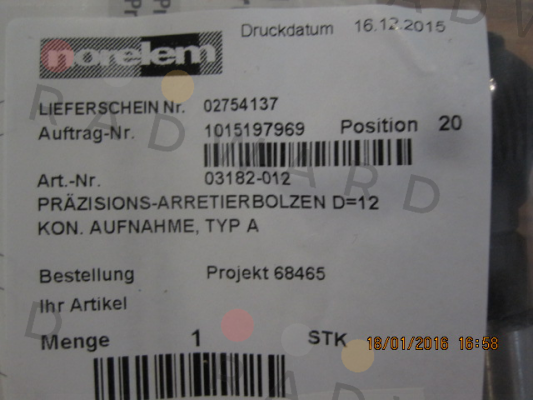 norelem
Druckdatum 16.12.2015
LIEFERSCHEIN Nr. 02754137
Auftrag-Nr. 1015197969 Position 20
Art.-Nr. 03182-012
PRÄZISIONS-ARRETIERBOLZEN D=12
KON. AUFNAHME, TYP A
Bestellung Projekt 68465
Ihr Artikel
Menge 1 STK
16/01/2016 16:58